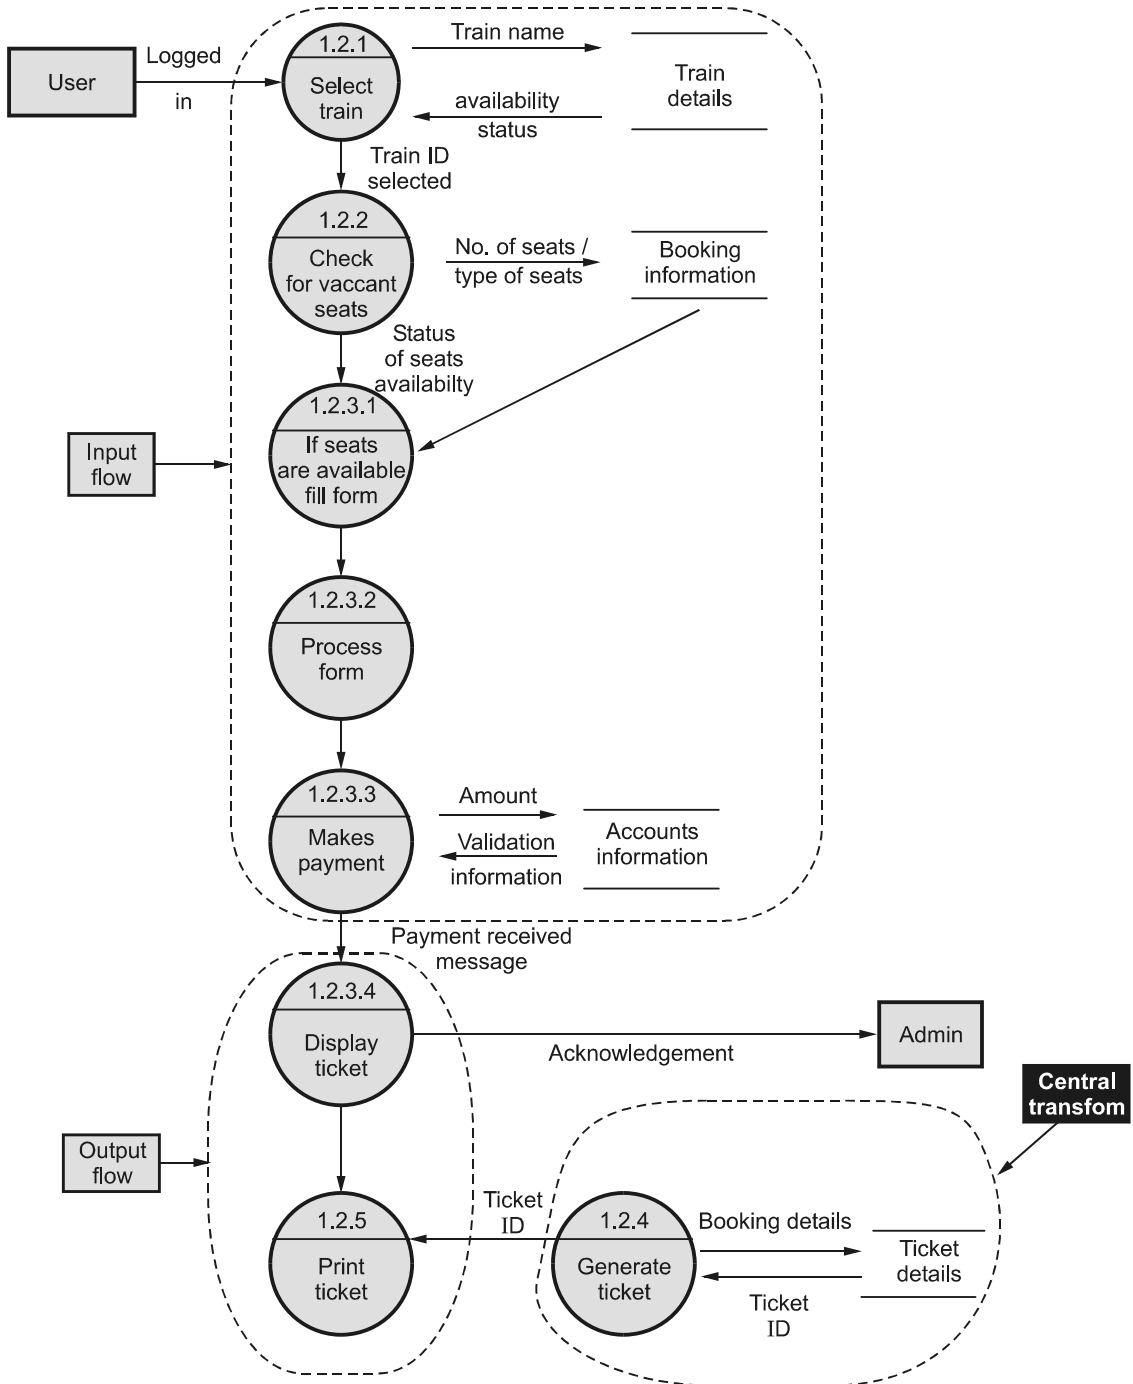 User
Logged
in
1.2.1
Select
train
Train name
availability
status
Train
details
Train ID
selected
1.2.2
Check
for vaccant
seats
No. of seats /
type of seats
Booking
information
Status
of seats
availabilty
1.2.3.1
If seats
are available
fill form
Input
flow
1.2.3.2
Process
form
1.2.3.3
Makes
payment
Amount
Validation
information
Accounts
information
Payment received
message
1.2.3.4
Display
ticket
Acknowledgement
Admin
Central
transfom
Output
flow
1.2.5
Print
ticket
Ticket
ID
1.2.4
Generate
ticket
Booking details
Ticket
ID
Ticket
details